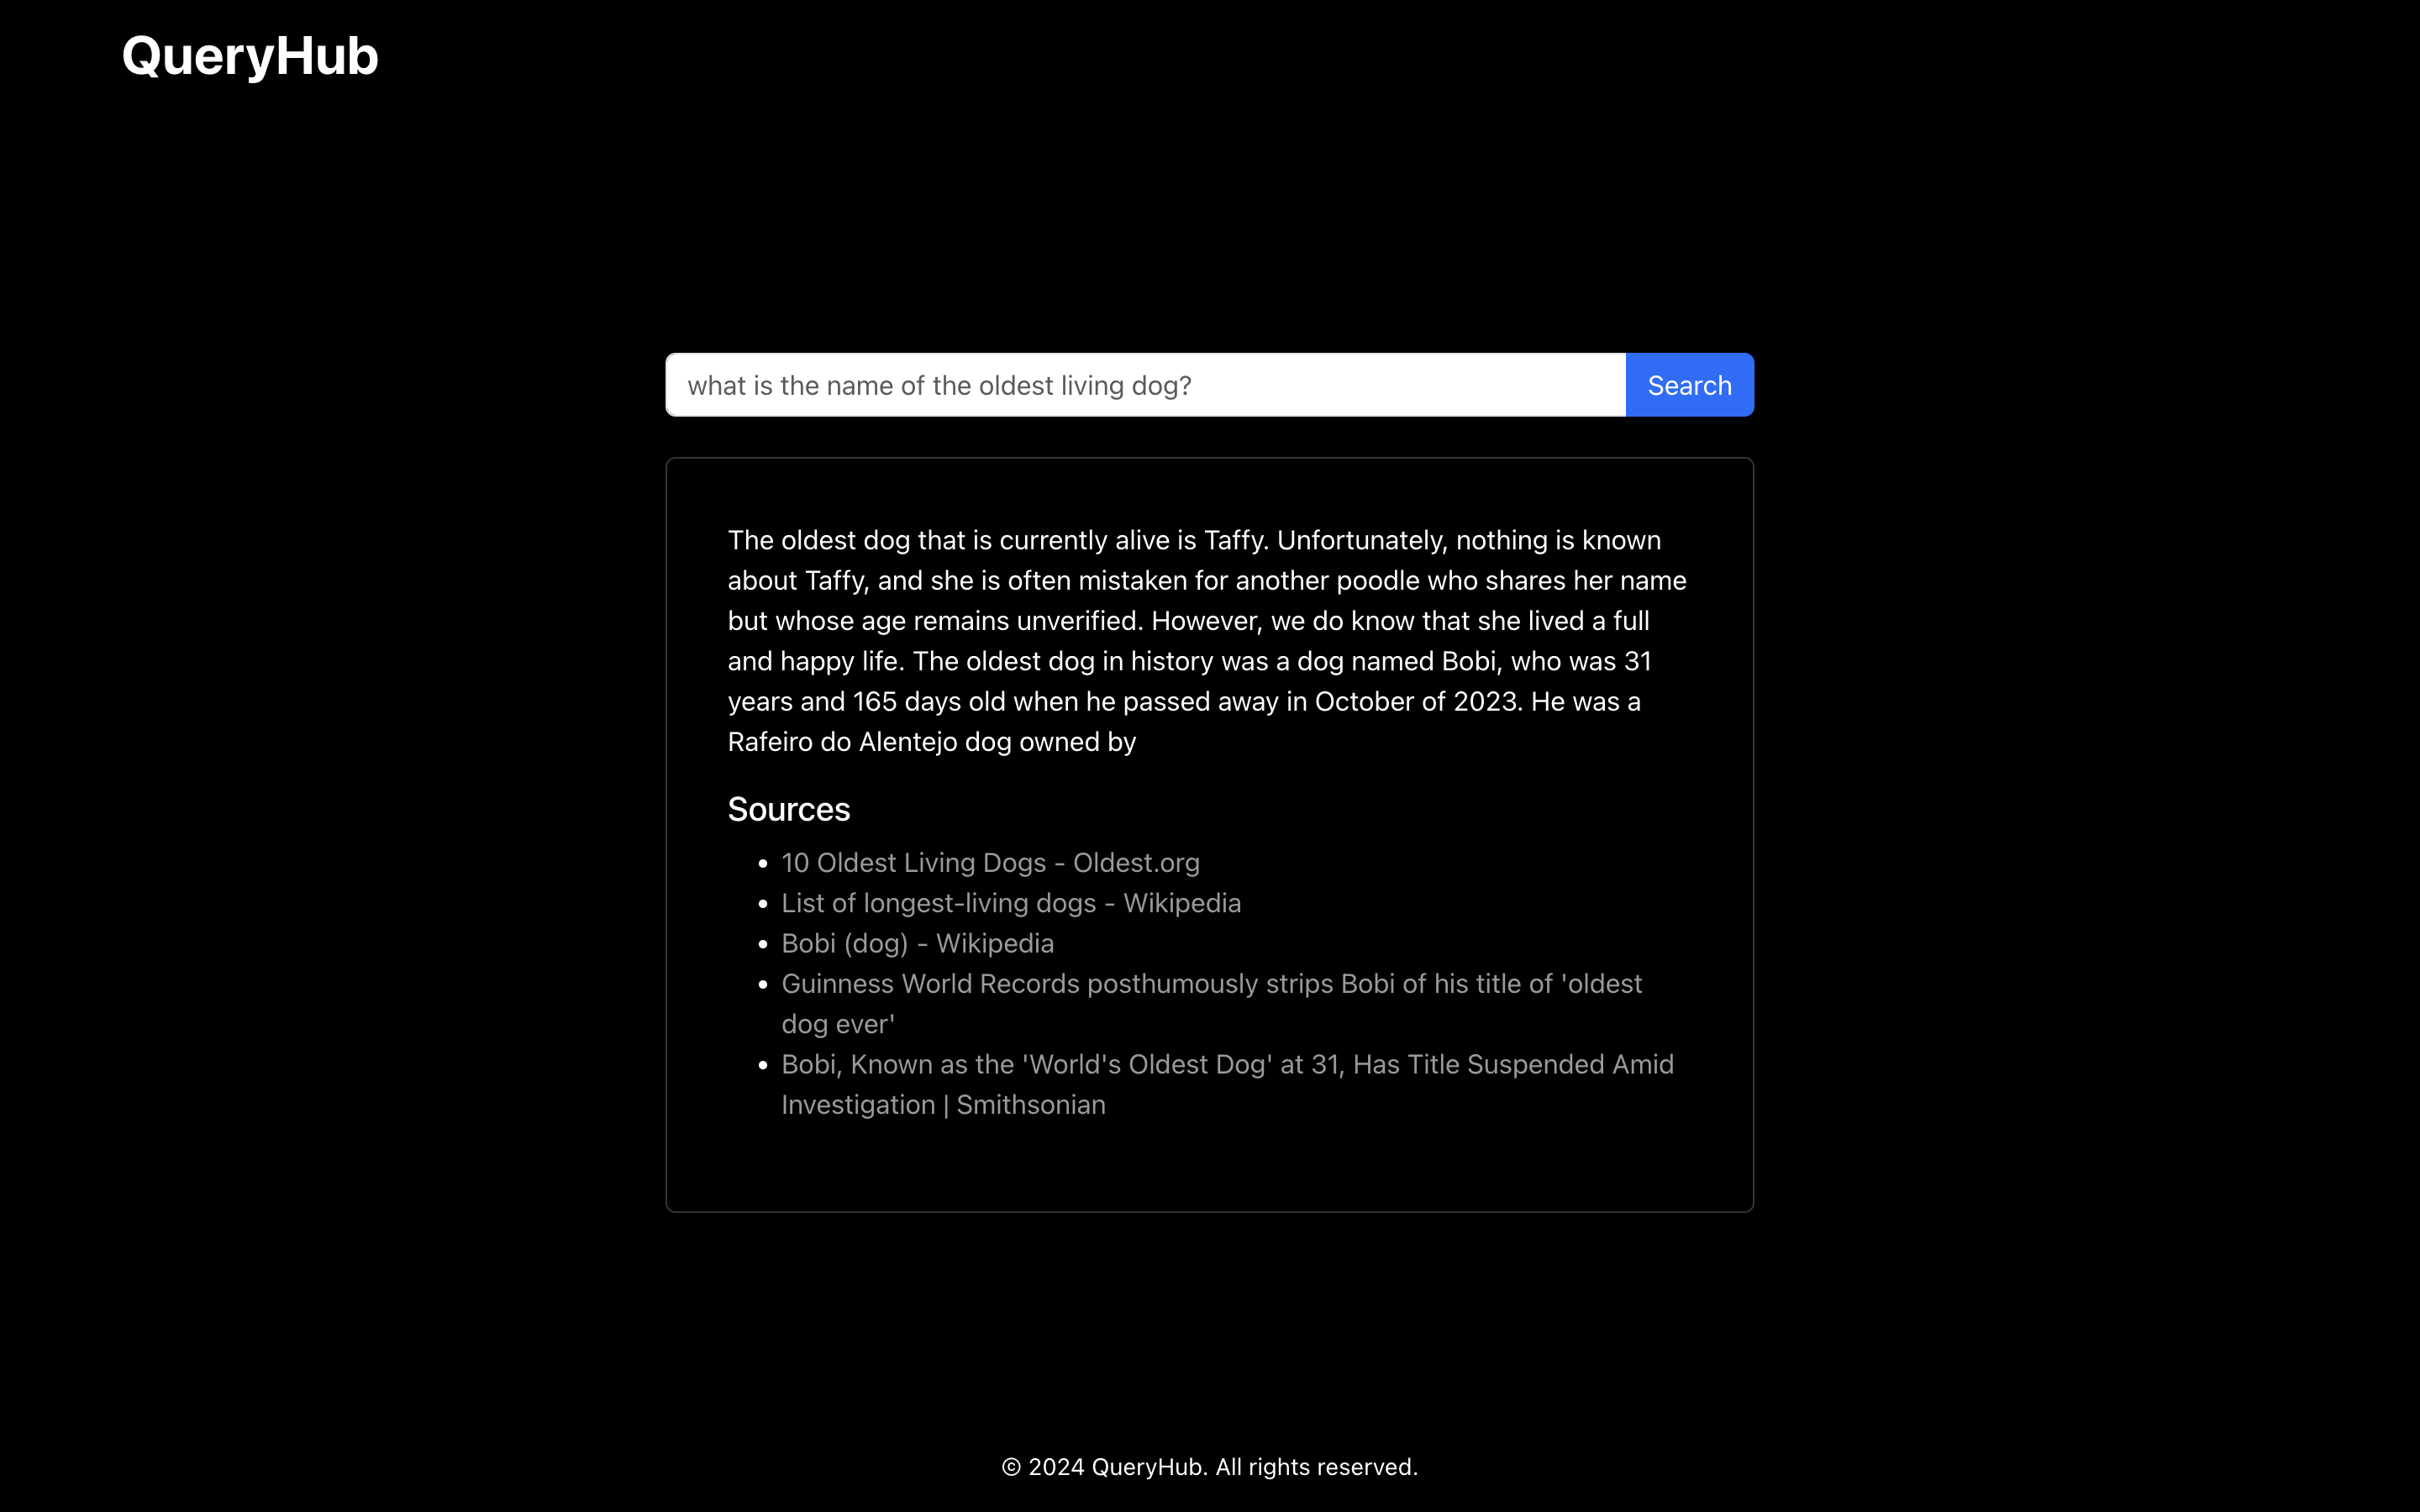 QueryHub
what is the name of the oldest living dog?
Search
The oldest dog that is currently alive is Taffy. Unfortunately, nothing is known
about Taffy, and she is often mistaken for another poodle who shares her name
but whose age remains unverified. However, we do know that she lived a full
and happy life. The oldest dog in history was a dog named Bobi, who was 31
years and 165 days old when he passed away in October of 2023. He was a
Rafeiro do Alentejo dog owned by
Sources
• 10 Oldest Living Dogs - Oldest.org
• List of longest-living dogs - Wikipedia
• Bobi (dog) - Wikipedia
• Guinness World Records posthumously strips Bobi of his title of 'oldest
dog ever'
• Bobi, Known as the 'World's Oldest Dog' at 31, Has Title Suspended Amid
Investigation | Smithsonian
© 2024 QueryHub. All rights reserved.